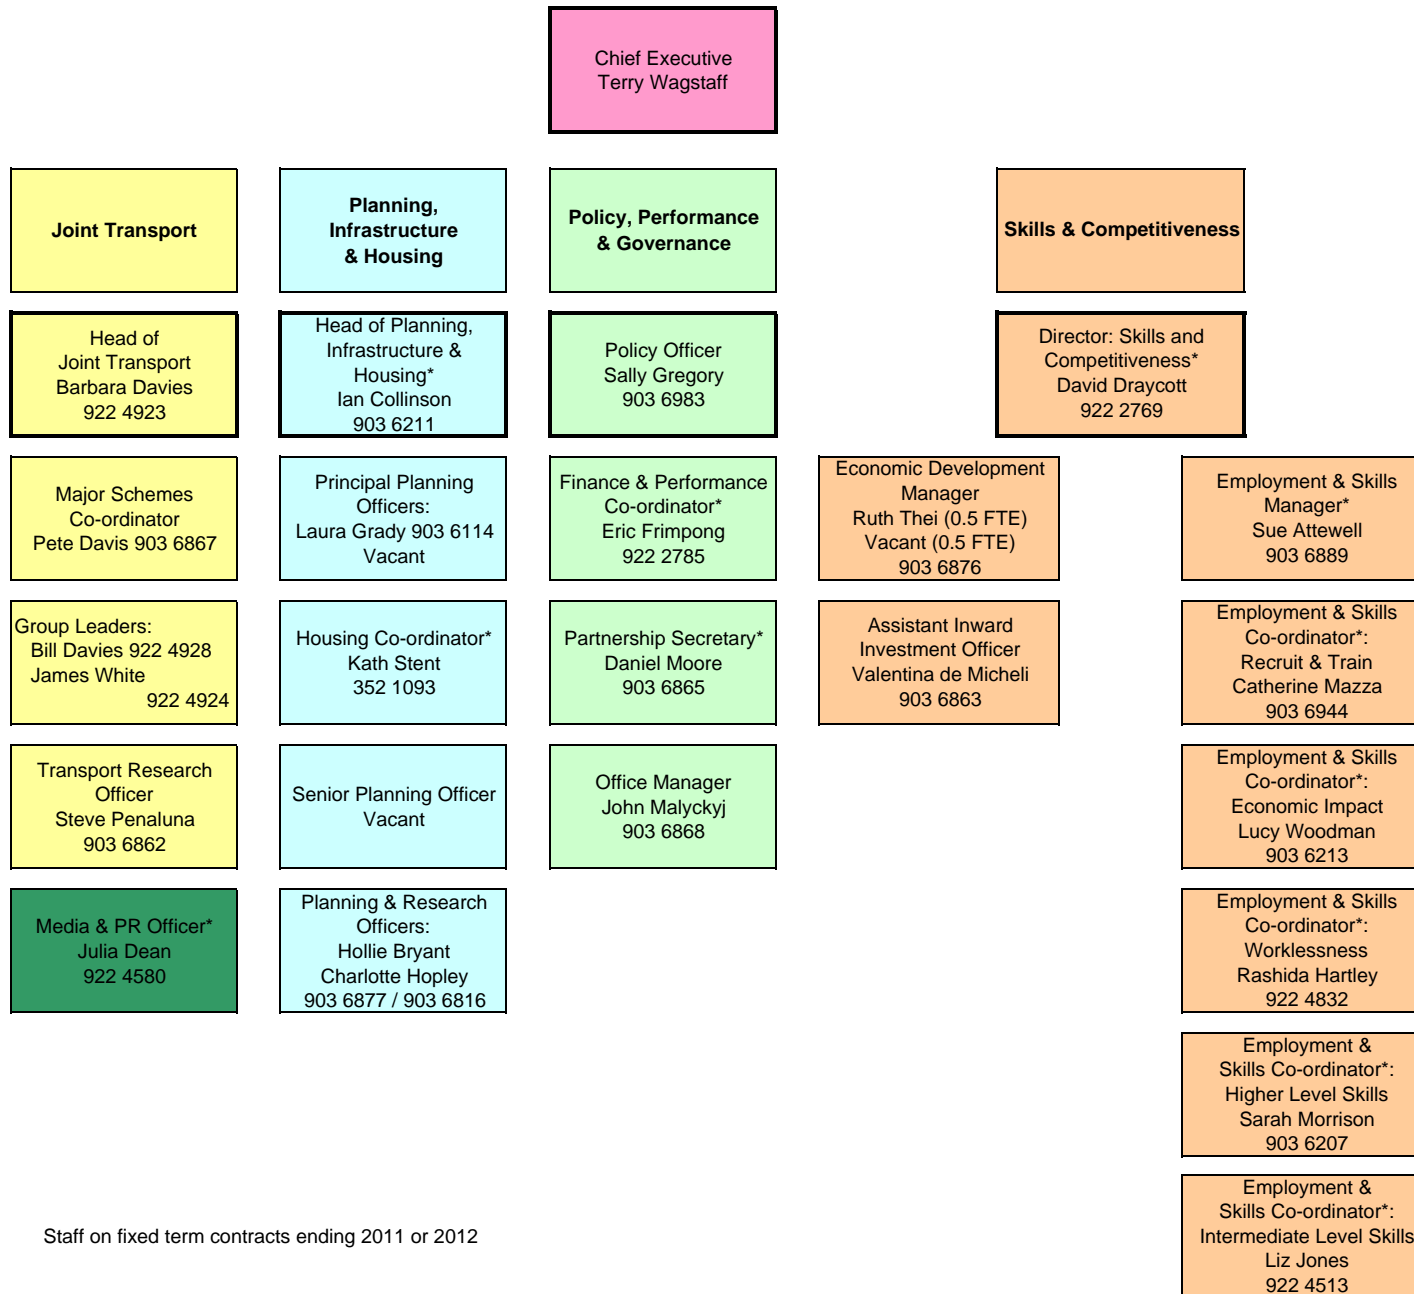 Chief Executive
Terry Wagstaff
Joint Transport
Planning,
Infrastructure
& Housing
Policy, Performance
& Governance
Skills & Competitiveness
Head of
Joint Transport
Barbara Davies
922 4923
Head of Planning,
Infrastructure &
Housing*
Ian Collinson
903 6211
Policy Officer
Sally Gregory
903 6983
Director: Skills and
Competitiveness*
David Draycott
922 2769
Major Schemes
Co-ordinator
Pete Davis 903 6867
Principal Planning
Officers:
Laura Grady 903 6114
Vacant
Finance & Performance
Co-ordinator*
Eric Frimpong
922 2785
Economic Development
Manager
Ruth Thei (0.5 FTE)
Vacant (0.5 FTE)
903 6876
Employment & Skills
Manager*
Sue Attewell
903 6889
Group Leaders:
Bill Davies 922 4928
James White
922 4924
Housing Co-ordinator*
Kath Stent
352 1093
Partnership Secretary*
Daniel Moore
903 6865
Assistant Inward
Investment Officer
Valentina de Micheli
903 6863
Employment & Skills
Co-ordinator*:
Recruit & Train
Catherine Mazza
903 6944
Transport Research
Officer
Steve Penaluna
903 6862
Senior Planning Officer
Vacant
Office Manager
John Malyckyj
903 6868
Employment & Skills
Co-ordinator*:
Economic Impact
Lucy Woodman
903 6213
Media & PR Officer*
Julia Dean
922 4580
Planning & Research
Officers:
Hollie Bryant
Charlotte Hopley
903 6877 / 903 6816
Employment & Skills
Co-ordinator*:
Worklessness
Rashida Hartley
922 4832
Employment &
Skills Co-ordinator*:
Higher Level Skills
Sarah Morrison
903 6207
Employment &
Skills Co-ordinator*:
Intermediate Level Skills
Liz Jones
922 4513
Staff on fixed term contracts ending 2011 or 2012